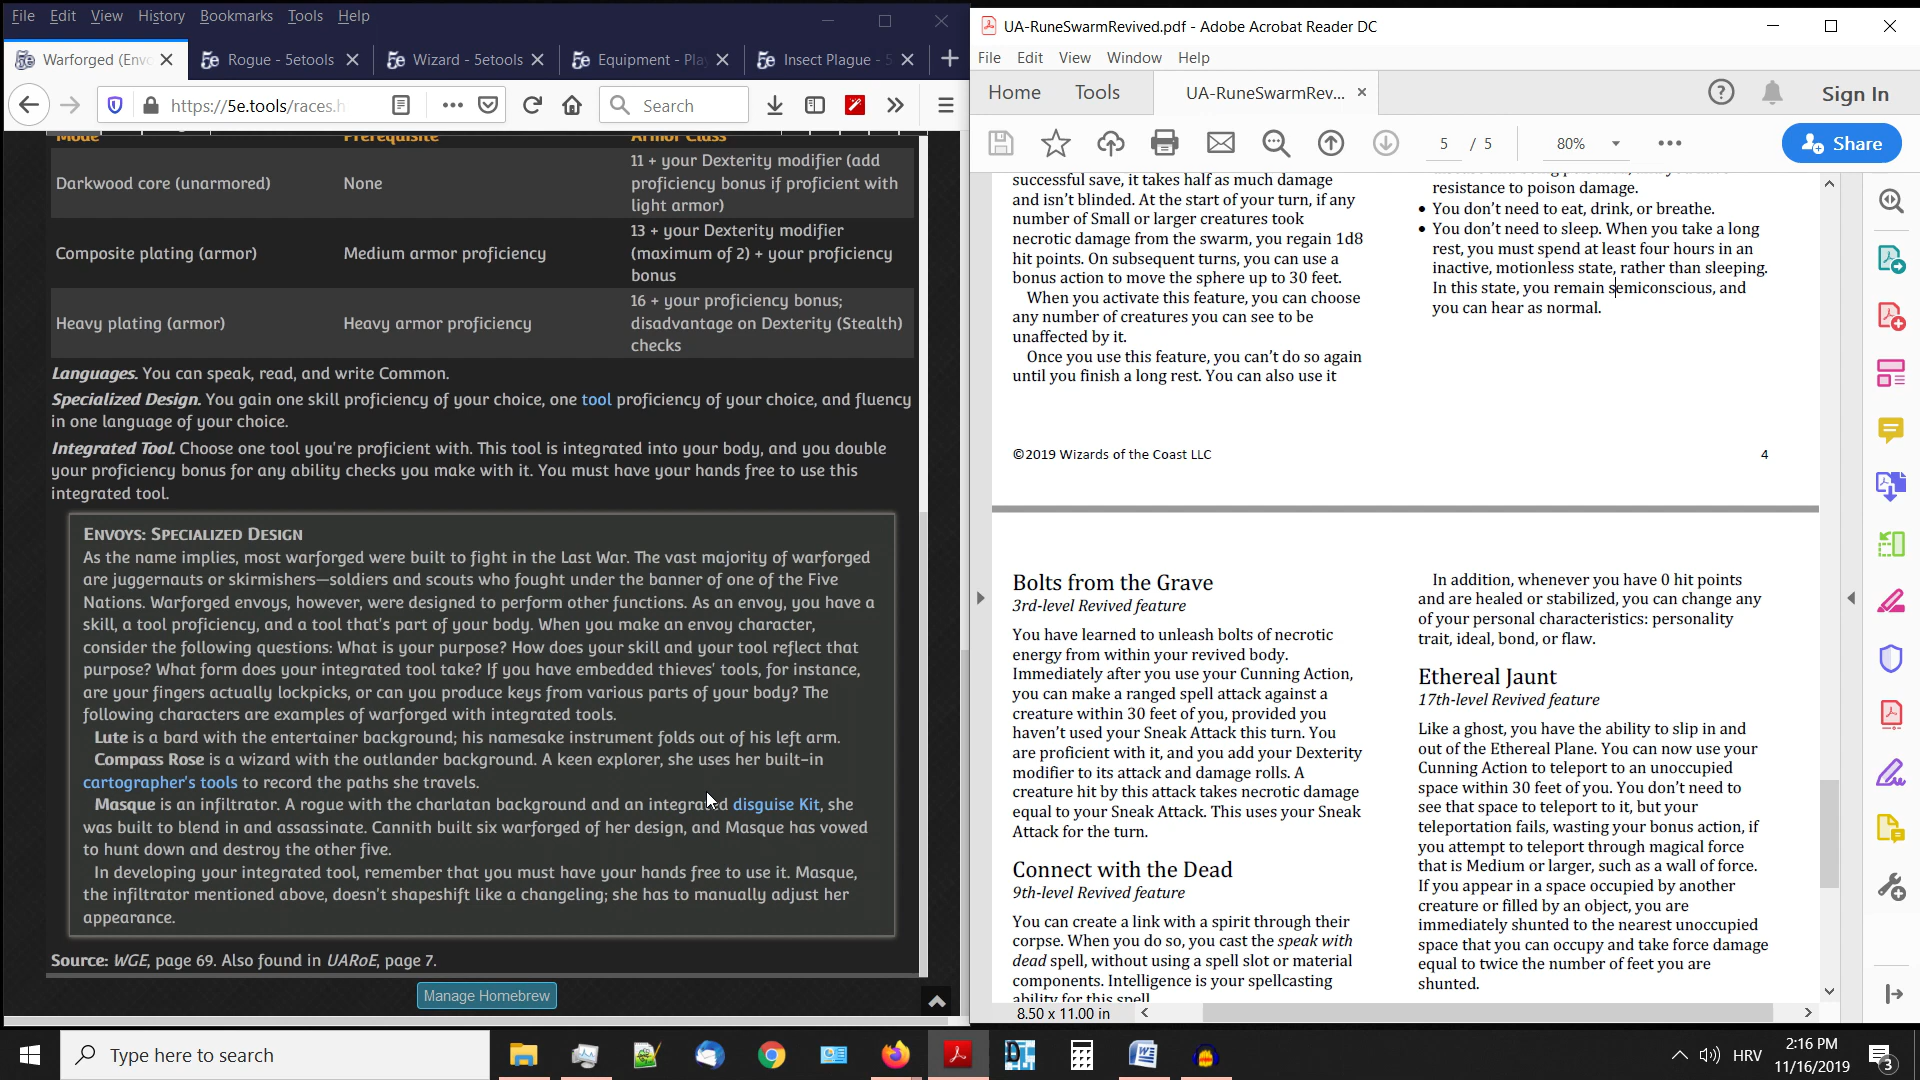 File Edit View History Bookmarks Tools Help
Warforged (Env
Rogue - 5etools
Wizard - 5etools
Equipment - Pla
Insect Plague - 5
https://5e.tools/races.h
Search
Mode Prerequisite Armor Class
Darkwood core (unarmored)
None
11 + your Dexterity modifier (add
proficiency bonus if proficient with
light armor)
Composite plating (armor)
Medium armor proficiency
13 + your Dexterity modifier
(maximum of 2) + your proficiency
bonus
Heavy plating (armor)
Heavy armor proficiency
16 + your proficiency bonus;
disadvantage on Dexterity (Stealth)
checks
Languages. You can speak, read, and write Common.
Specialized Design. You gain one skill proficiency of your choice, one tool proficiency of your choice, and fluency
in one language of your choice.
Integrated Tool. Choose one tool you're proficient with. This tool is integrated into your body, and you double
your proficiency bonus for any ability checks you make with it. You must have your hands free to use this
integrated tool.
ENVOYS: SPECIALIZED DESIGN
As the name implies, most warforged were built to fight in the Last War. The vast majority of warforged
are juggernauts or skirmishers—soldiers and scouts who fought under the banner of one of the Five
Nations. Warforged envoys, however, were designed to perform other functions. As an envoy, you have a
skill, a tool proficiency, and a tool that's part of your body. When you make an envoy character,
consider the following questions: What is your purpose? How does your skill and your tool reflect that
purpose? What form does your integrated tool take? If you have embedded thieves' tools, for instance,
are your fingers actually lockpicks, or can you produce keys from various parts of your body? The
following characters are examples of warforged with integrated tools.
Lute is a bard with the entertainer background; his namesake instrument folds out of his left arm.
Compass Rose is a wizard with the outlander background. A keen explorer, she uses her built-in
cartographer's tools to record the paths she travels.
Masque is an infiltrator. A rogue with the charlatan background and an integrated disguise Kit, she
was built to blend in and assassinate. Cannith built six warforged of her design, and Masque has vowed
to hunt down and destroy the other five.
In developing your integrated tool, remember that you must have your hands free to use it. Masque,
the infiltrator mentioned above, doesn't shapeshift like a changeling; she has to manually adjust her
appearance.
Source: WGE, page 69. Also found in UARoE, page 7.
Manage Homebrew
UA-RuneSwarmRevived.pdf - Adobe Acrobat Reader DC
File Edit View Window Help
Home Tools UA-RuneSwarmRev... Sign In
5 / 5 80% Share
successful save, it takes half as much damage
and isn't blinded. At the start of your turn, if any
number of Small or larger creatures took
necrotic damage from the swarm, you regain 1d8
hit points. On subsequent turns, you can use a
bonus action to move the sphere up to 30 feet.
When you activate this feature, you can choose
any number of creatures you can see to be
unaffected by it.
Once you use this feature, you can't do so again
until you finish a long rest. You can also use it
resistance to poison damage.
• You don't need to eat, drink, or breathe.
• You don't need to sleep. When you take a long
rest, you must spend at least four hours in an
inactive, motionless state, rather than sleeping.
In this state, you remain semiconscious, and
you can hear as normal.
©2019 Wizards of the Coast LLC 4
Bolts from the Grave
3rd-level Revived feature
You have learned to unleash bolts of necrotic
energy from within your revived body.
Immediately after you use your Cunning Action,
you can make a ranged spell attack against a
creature within 30 feet of you, provided you
haven't used your Sneak Attack this turn. You
are proficient with it, and you add your Dexterity
modifier to its attack and damage rolls. A
creature hit by this attack takes necrotic damage
equal to your Sneak Attack. This uses your Sneak
Attack for the turn.
Connect with the Dead
9th-level Revived feature
You can create a link with a spirit through their
corpse. When you do so, you cast the speak with
dead spell, without using a spell slot or material
components. Intelligence is your spellcasting
ability for this spell.
In addition, whenever you have 0 hit points
and are healed or stabilized, you can change any
of your personal characteristics: personality
trait, ideal, bond, or flaw.
Ethereal Jaunt
17th-level Revived feature
Like a ghost, you have the ability to slip in and
out of the Ethereal Plane. You can now use your
Cunning Action to teleport to an unoccupied
space within 30 feet of you. You don't need to
see that space to teleport to it, but your
teleportation fails, wasting your bonus action, if
you attempt to teleport through magical force
that is Medium or larger, such as a wall of force.
If you appear in a space occupied by another
creature or filled by an object, you are
immediately shunted to the nearest unoccupied
space that you can occupy and take force damage
equal to twice the number of feet you are
shunted.
8.50 x 11.00 in
Type here to search
HRV
2:16 PM
11/16/2019
3